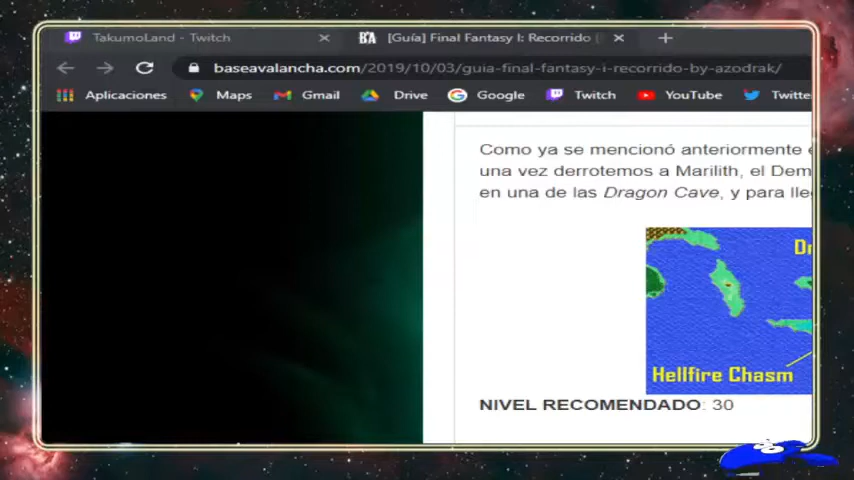 TakumoLand - Twitch
[Guía] Final Fantasy I: Recorrido (
baseavalancha.com/2019/10/03/guia-final-fantasy-i-recorrido-by-azodrak/
Aplicaciones Maps Gmail Drive Google Twitch YouTube Twitte
Como ya se mencionó anteriormente e
una vez derrotemos a Marilith, el Dem
en una de las Dragon Cave, y para lle
Dr
Hellfire Chasm
NIVEL RECOMENDADO: 30